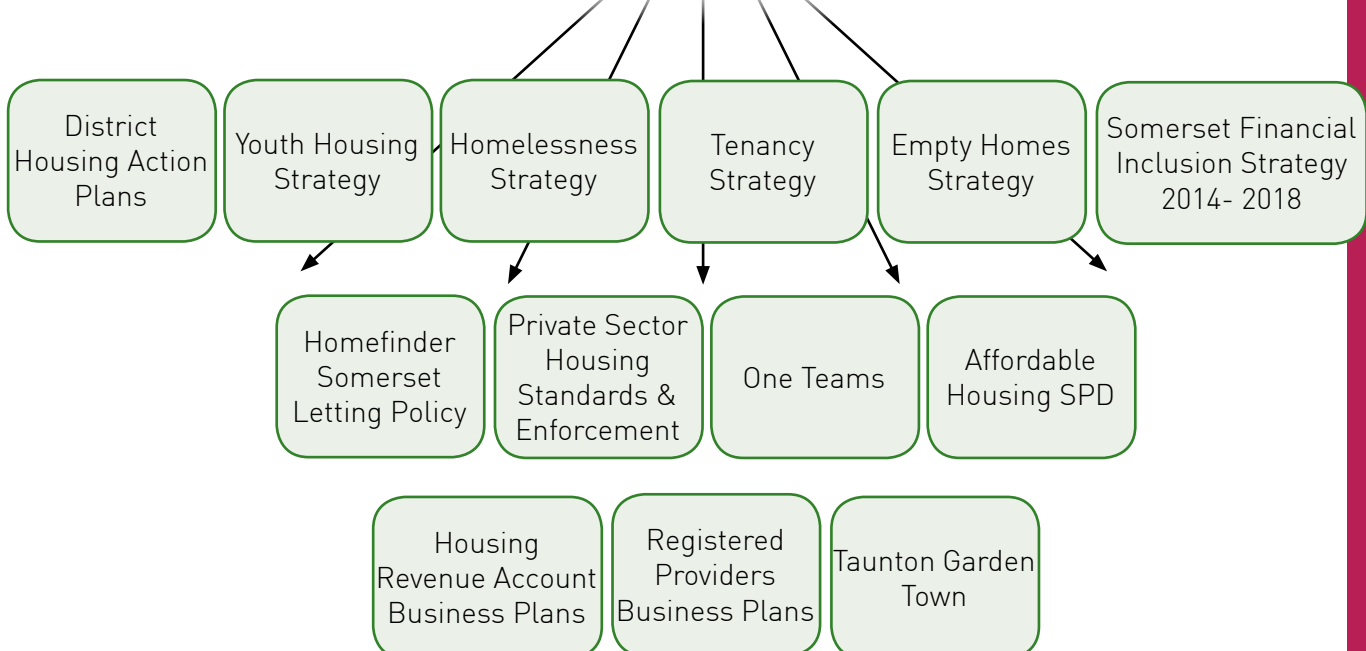 District
Housing Action
Plans
Youth Housing
Strategy
Homelessness
Strategy
Tenancy
Strategy
Empty Homes
Strategy
Somerset Financial
Inclusion Strategy
2014- 2018
Homefinder
Somerset
Letting Policy
Private Sector
Housing
Standards &
Enforcement
One Teams
Affordable
Housing SPD
Housing
Revenue Account
Business Plans
Registered
Providers
Business Plans
Taunton Garden
Town